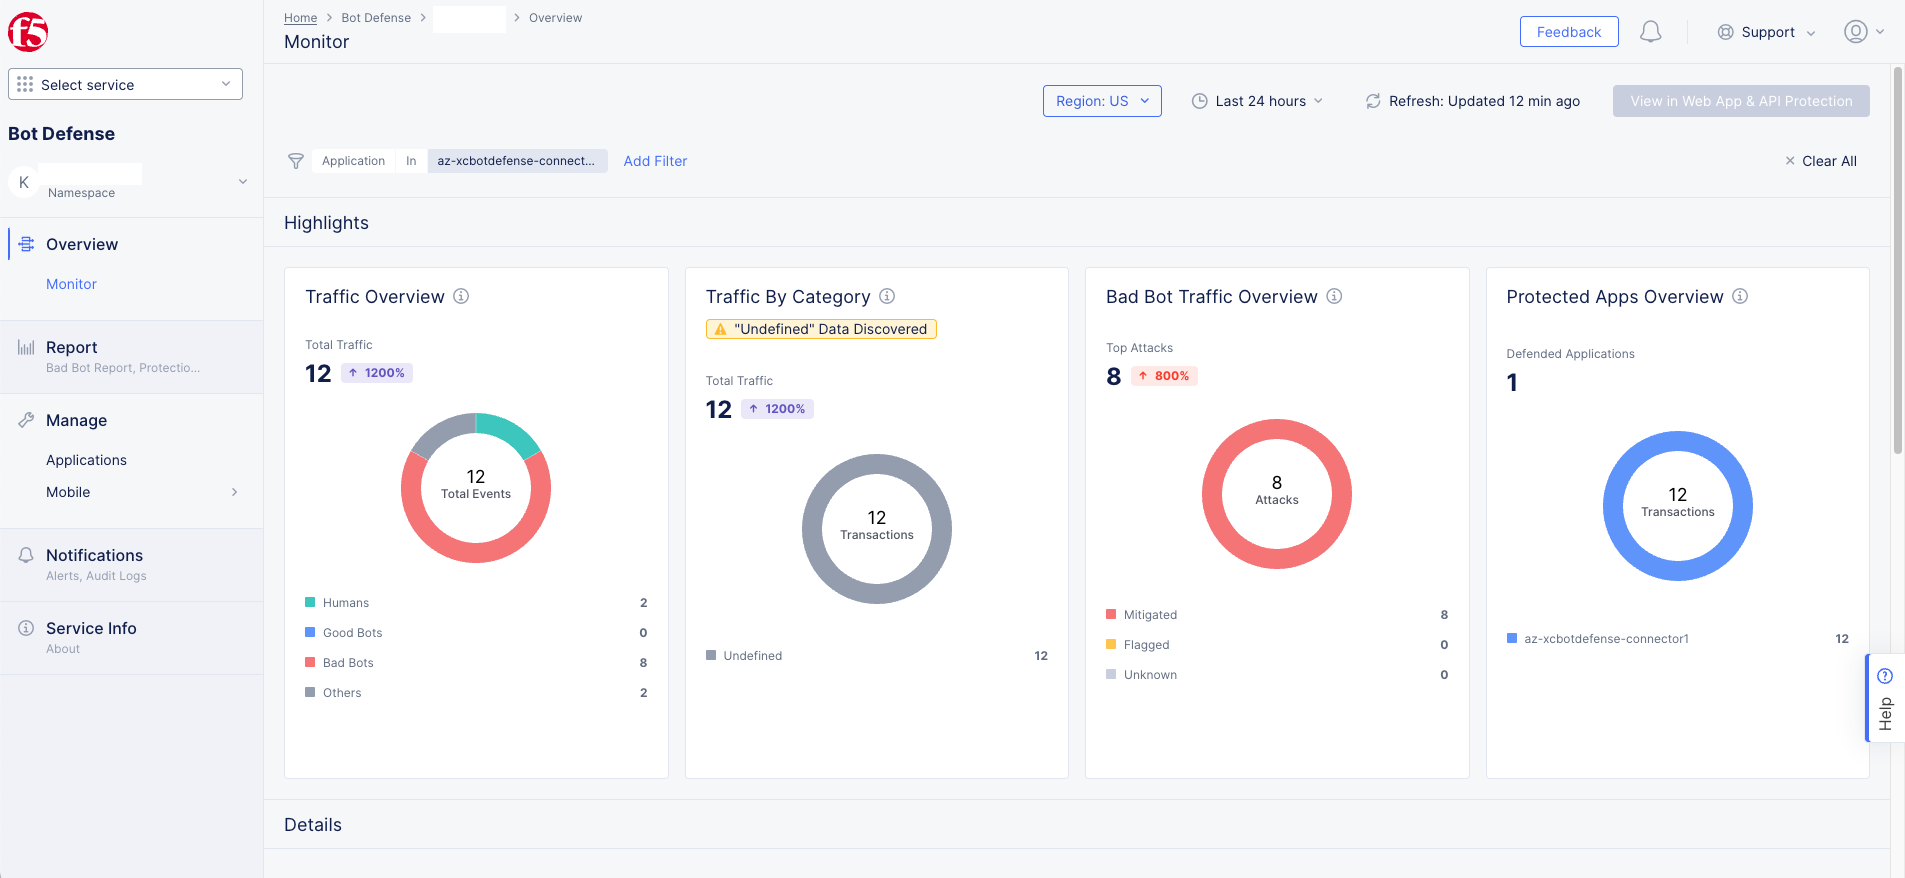 f5
Select service
Bot Defense
K
Namespace
Overview
Monitor
Report
Bad Bot Report, Protectio...
Manage
Applications
Mobile
Notifications
Alerts, Audit Logs
Service Info
About
Home > Bot Defense > > Overview
Monitor
Feedback
Support
Region: US
Last 24 hours
Refresh: Updated 12 min ago
View in Web App & API Protection
Application In az-xcbotdefense-connect... Add Filter
Clear All
Highlights
Traffic Overview
Total Traffic
12 ↑ 1200%
12
Total Events
Humans 2
Good Bots 0
Bad Bots 8
Others 2
Traffic By Category
"Undefined" Data Discovered
Total Traffic
12 ↑ 1200%
12
Transactions
Undefined 12
Bad Bot Traffic Overview
Top Attacks
8 ↑ 800%
8
Attacks
Mitigated 8
Flagged 0
Unknown 0
Protected Apps Overview
Defended Applications
1
12
Transactions
az-xcbotdefense-connector1 12
Help
Details